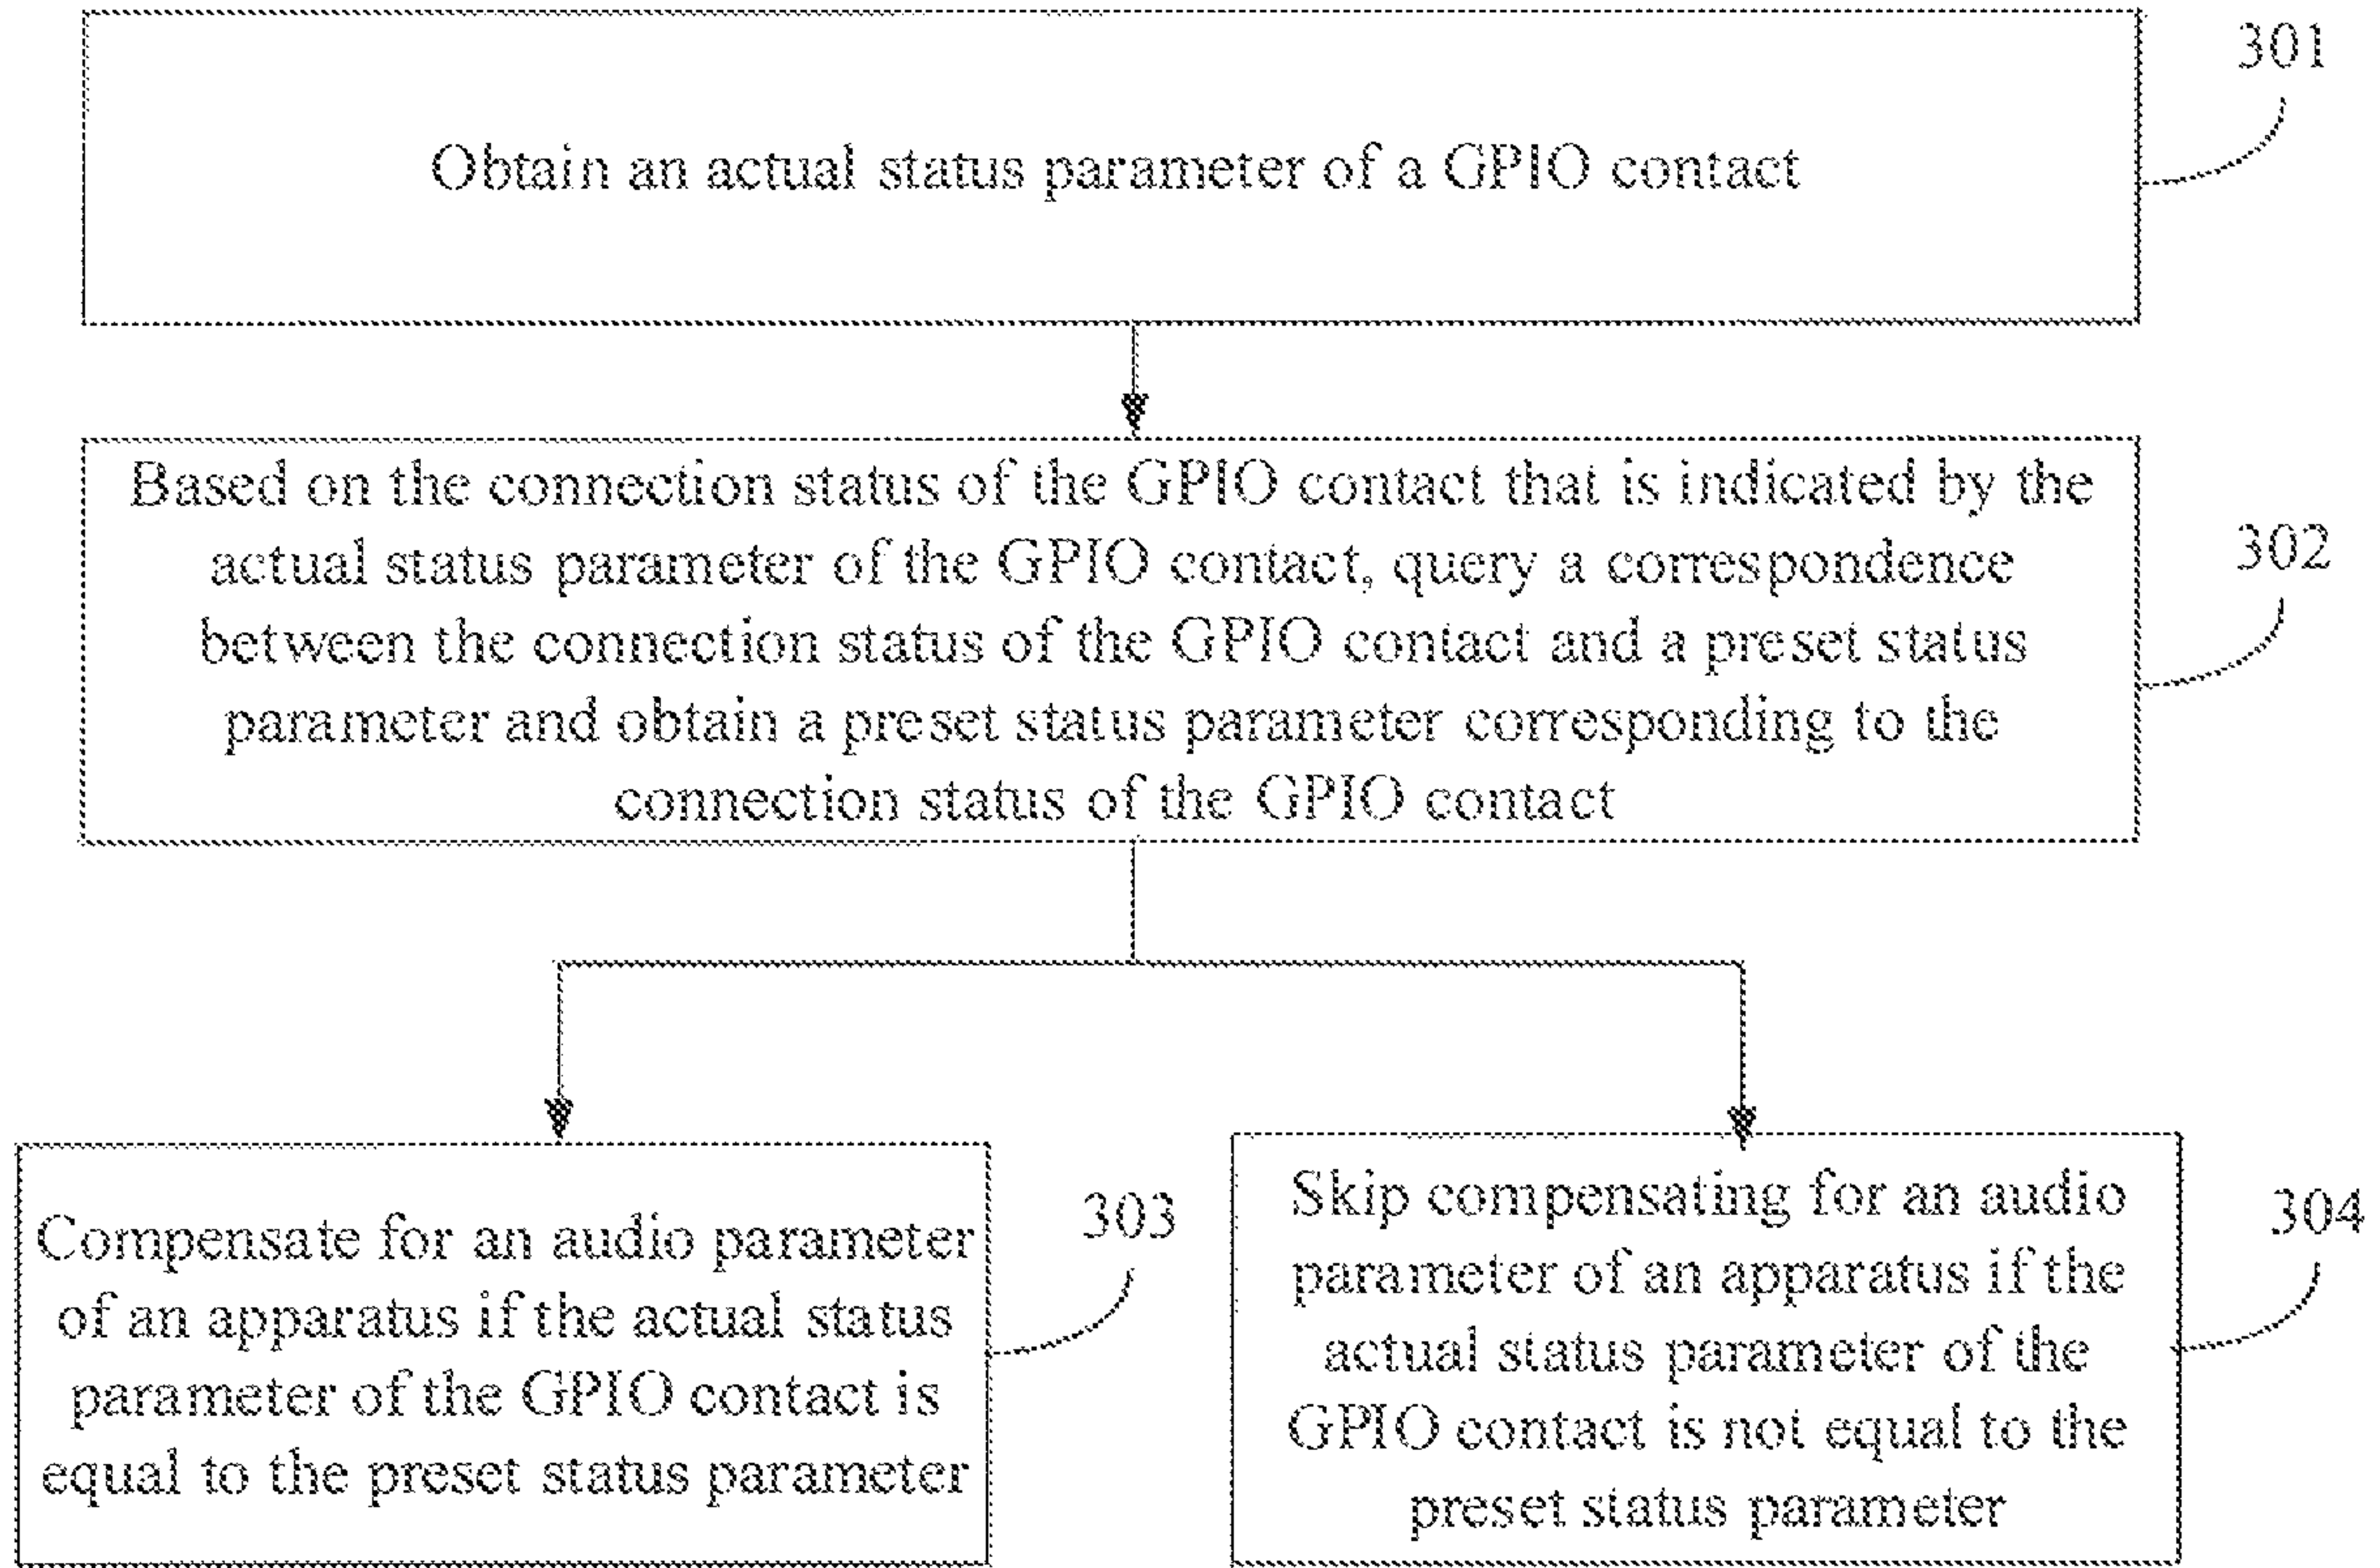 301
Obtain an actual status parameter of a GPIO contact
Based on the connection status of the GPIO contact that is indicated by the
actual status parameter of the GPIO contact, query a correspondence
between the connection status of the GPIO contact and a preset status
parameter and obtain a preset status parameter corresponding to the
connection status of the GPIO contact
302
Compensate for an audio parameter
of an apparatus if the actual status
parameter of the GPIO contact is
equal to the preset status parameter
303
Skip compensating for an audio
parameter of an apparatus if the
actual status parameter of the
GPIO contact is not equal to the
preset status parameter
304